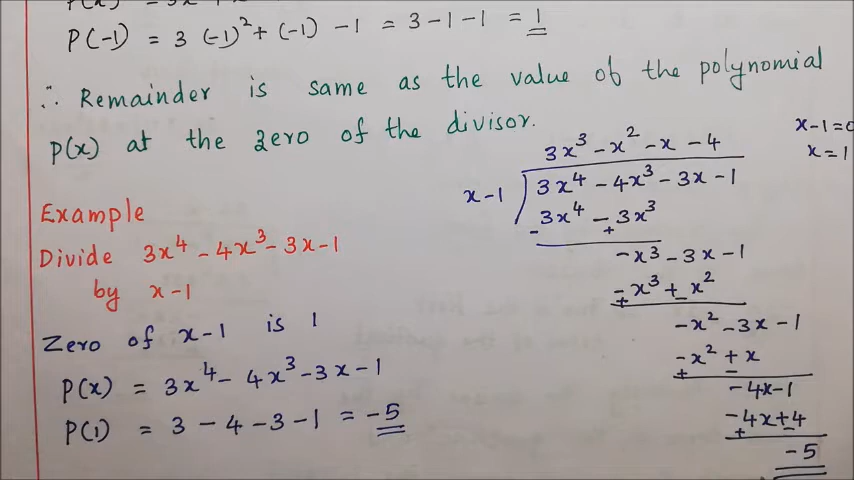 P(-1) = 3 (-1)² + (-1) - 1 = 3 - 1 - 1 = 1
∴ Remainder is same as the value of the polynomial
P(x) at the zero of the divisor.
Example
Divide 3x⁴ - 4x³ - 3x - 1
by x - 1
Zero of x - 1 is 1
P(x) = 3x⁴ - 4x³ - 3x - 1
P(1) = 3 - 4 - 3 - 1 = -5
x - 1 = 0
x = 1
3x³ - x² - x - 4
x - 1 3x⁴ - 4x³ - 3x - 1
3x⁴ - 3x³
- +
-x³ - 3x - 1
-x³ + x²
+ -
-x² - 3x - 1
-x² + x
+ -
-4x - 1
-4x + 4
+ -
-5